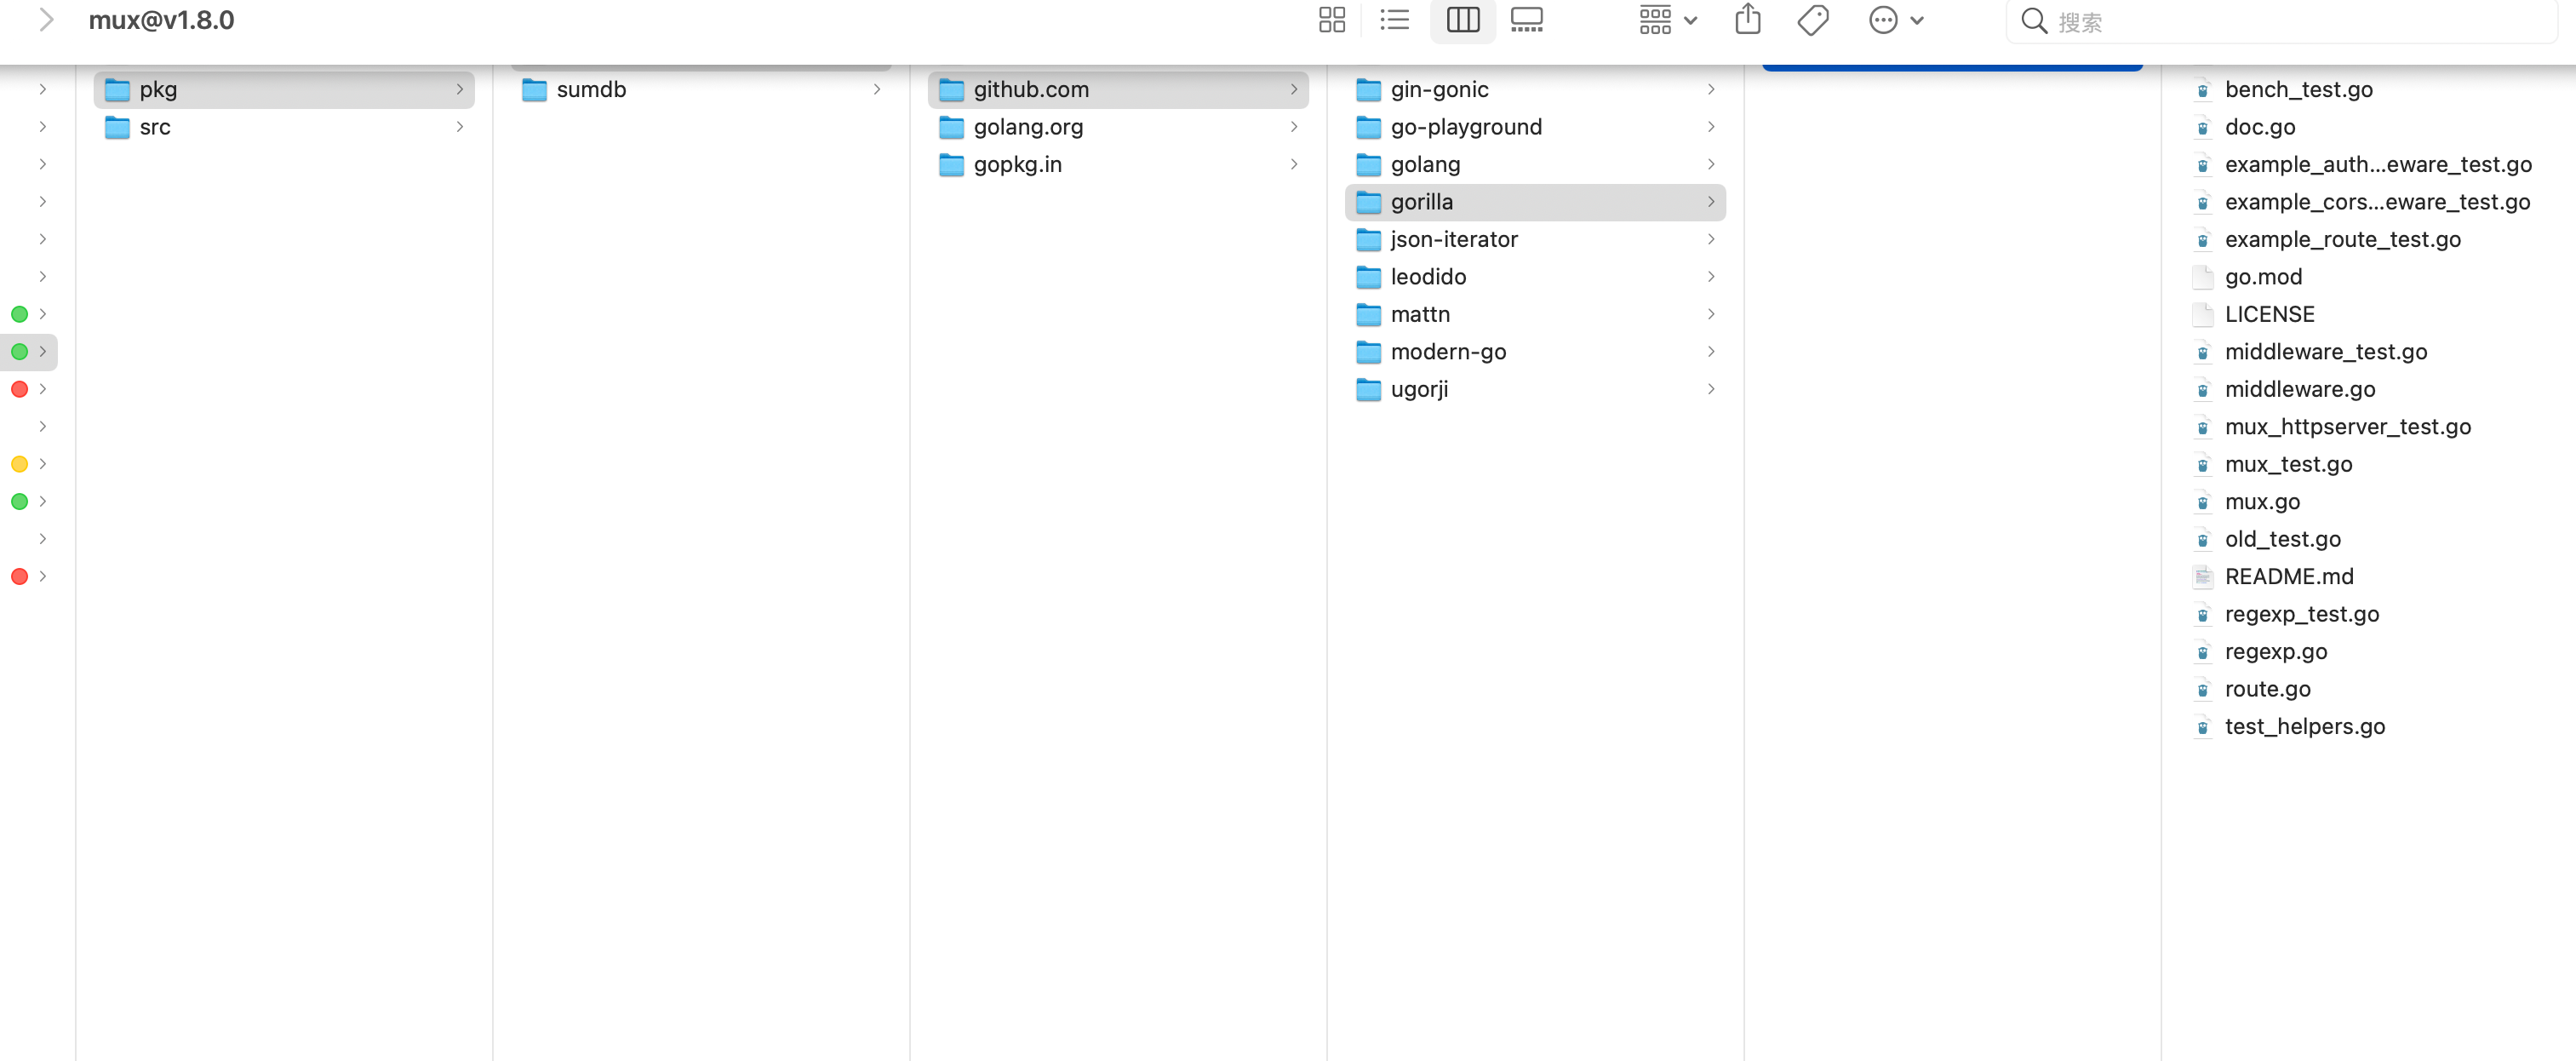 mux@v1.8.0
搜索
pkg
src
sumdb
github.com
golang.org
gopkg.in
gin-gonic
go-playground
golang
gorilla
json-iterator
leodido
mattn
modern-go
ugorji
bench_test.go
doc.go
example_auth...eware_test.go
example_cors...eware_test.go
example_route_test.go
go.mod
LICENSE
middleware_test.go
middleware.go
mux_httpserver_test.go
mux_test.go
mux.go
old_test.go
README.md
regexp_test.go
regexp.go
route.go
test_helpers.go